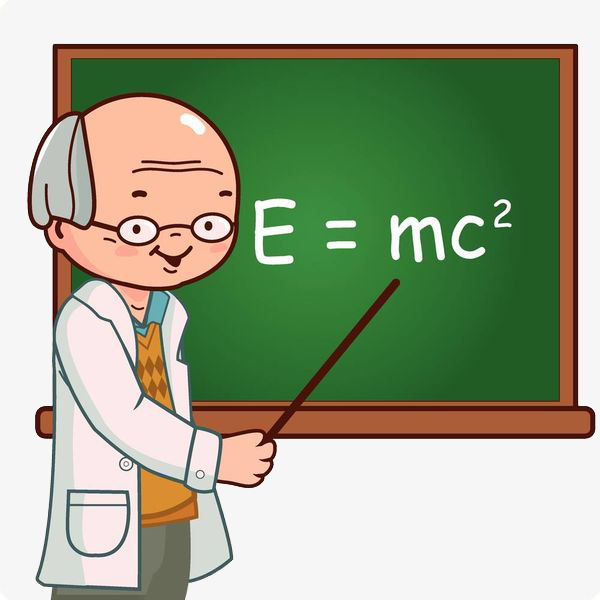 E = mc²